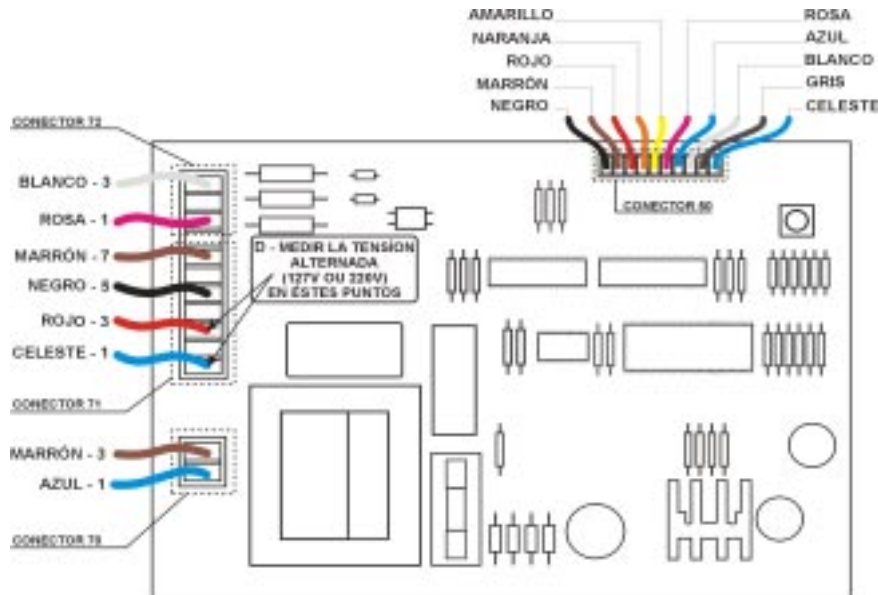 AMARILLO
NARANJA
ROJO
MARRÓN
NEGRO
ROSA
AZUL
BLANCO
GRIS
CELESTE
CONECTOR 72
BLANCO - 3
ROSA - 1
MARRÓN - 7
NEGRO - 5
ROJO - 3
CELESTE - 1
CONECTOR 71
MARRÓN - 3
AZUL - 1
CONECTOR 70
CONECTOR 50
D - MEDIR LA TENSION
ALTERNADA
(127V OU 220V)
EN ÉSTES PUNTOS